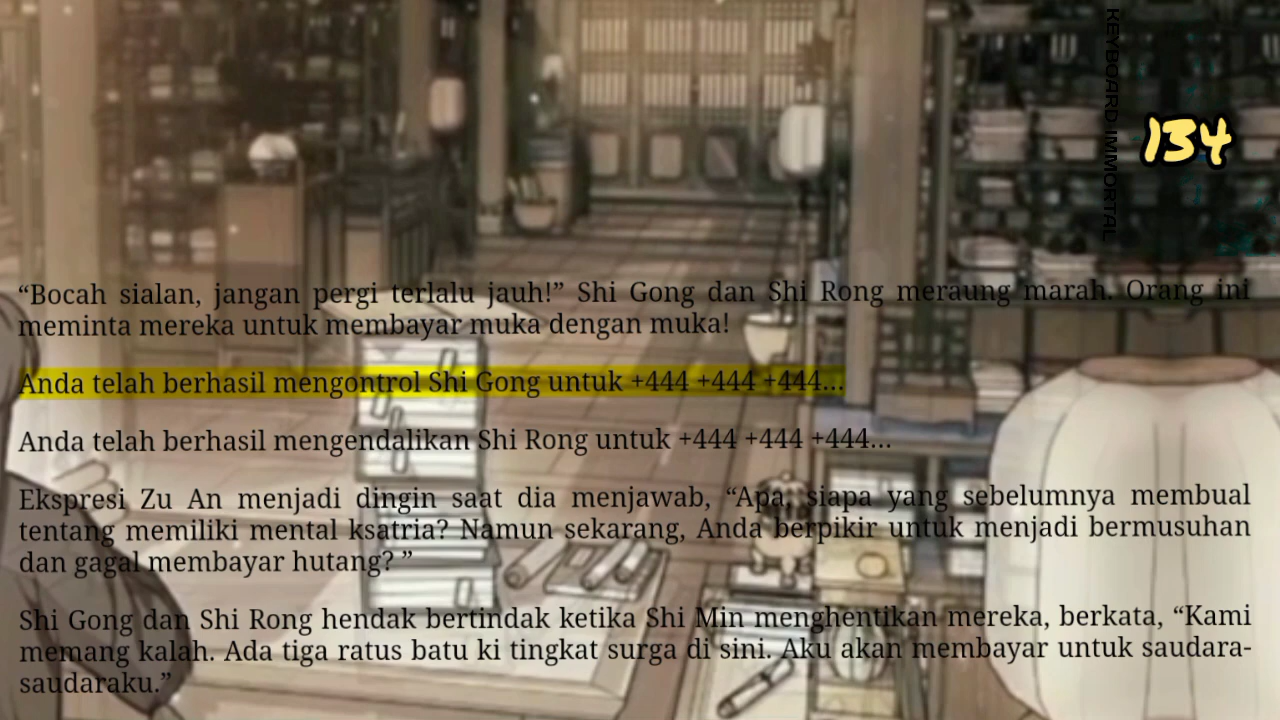 KEYBOARD IMMORTAL
134
“Bocah sialan, jangan pergi terlalu jauh!” Shi Gong dan Shi Rong meraung marah. Orang ini
meminta mereka untuk membayar muka dengan muka!
Anda telah berhasil mengontrol Shi Gong untuk +444 +444 +444...
Anda telah berhasil mengendalikan Shi Rong untuk +444 +444 +444...
Ekspresi Zu An menjadi dingin saat dia menjawab, “Apa, siapa yang sebelumnya membual
tentang memiliki mental ksatria? Namun sekarang, Anda berpikir untuk menjadi bermusuhan
dan gagal membayar hutang? ”
Shi Gong dan Shi Rong hendak bertindak ketika Shi Min menghentikan mereka, berkata, “Kami
memang kalah. Ada tiga ratus batu ki tingkat surga di sini. Aku akan membayar untuk saudara-
saudaraku.”